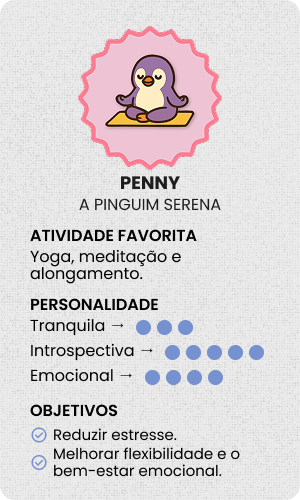 PENNY
A PINGUIM SERENA
ATIVIDADE FAVORITA
Yoga, meditação e
alongamento.
PERSONALIDADE
Tranquila →
Introspectiva →
Emocional →
OBJETIVOS
Reduzir estresse.
Melhorar flexibilidade e o
bem-estar emocional.